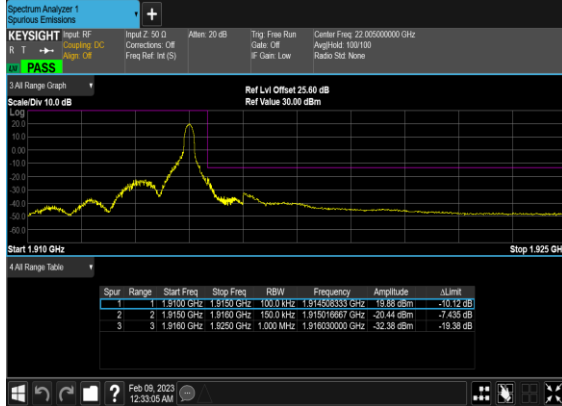 Spectrum Analyzer 1
Spurious Emissions
+
KEYSIGHT Input: RF Input Z: 50 Ω Atten: 20 dB Trig: Free Run Center Freq: 22.005000000 GHz
R T Coupling: DC Corrections: Off Gate: Off Avg|Hold: 100/100
Align: Off Freq Ref: Int (S) IF Gain: Low Radio Std: None
PASS
3 All Range Graph
Ref Lvl Offset 25.60 dB
Scale/Div 10.0 dB Ref Value 30.00 dBm
Log
20.0
10.0
0.00
-10.0
-20.0
-30.0
-40.0
-50.0
-60.0
Start 1.910 GHz Stop 1.925 GH
4 All Range Table
Spur Range Start Freq Stop Freq RBW Frequency Amplitude ΔLimit
1 1 1.9100 GHz 1.9150 GHz 100.0 kHz 1.914508333 GHz 19.88 dBm -10.12 dB
2 2 1.9150 GHz 1.9160 GHz 150.0 kHz 1.915016667 GHz -20.44 dBm -7.435 dB
3 3 1.9160 GHz 1.9250 GHz 1.000 MHz 1.916030000 GHz -32.38 dBm -19.38 dB
? Feb 09, 2023
12:33:05 AM